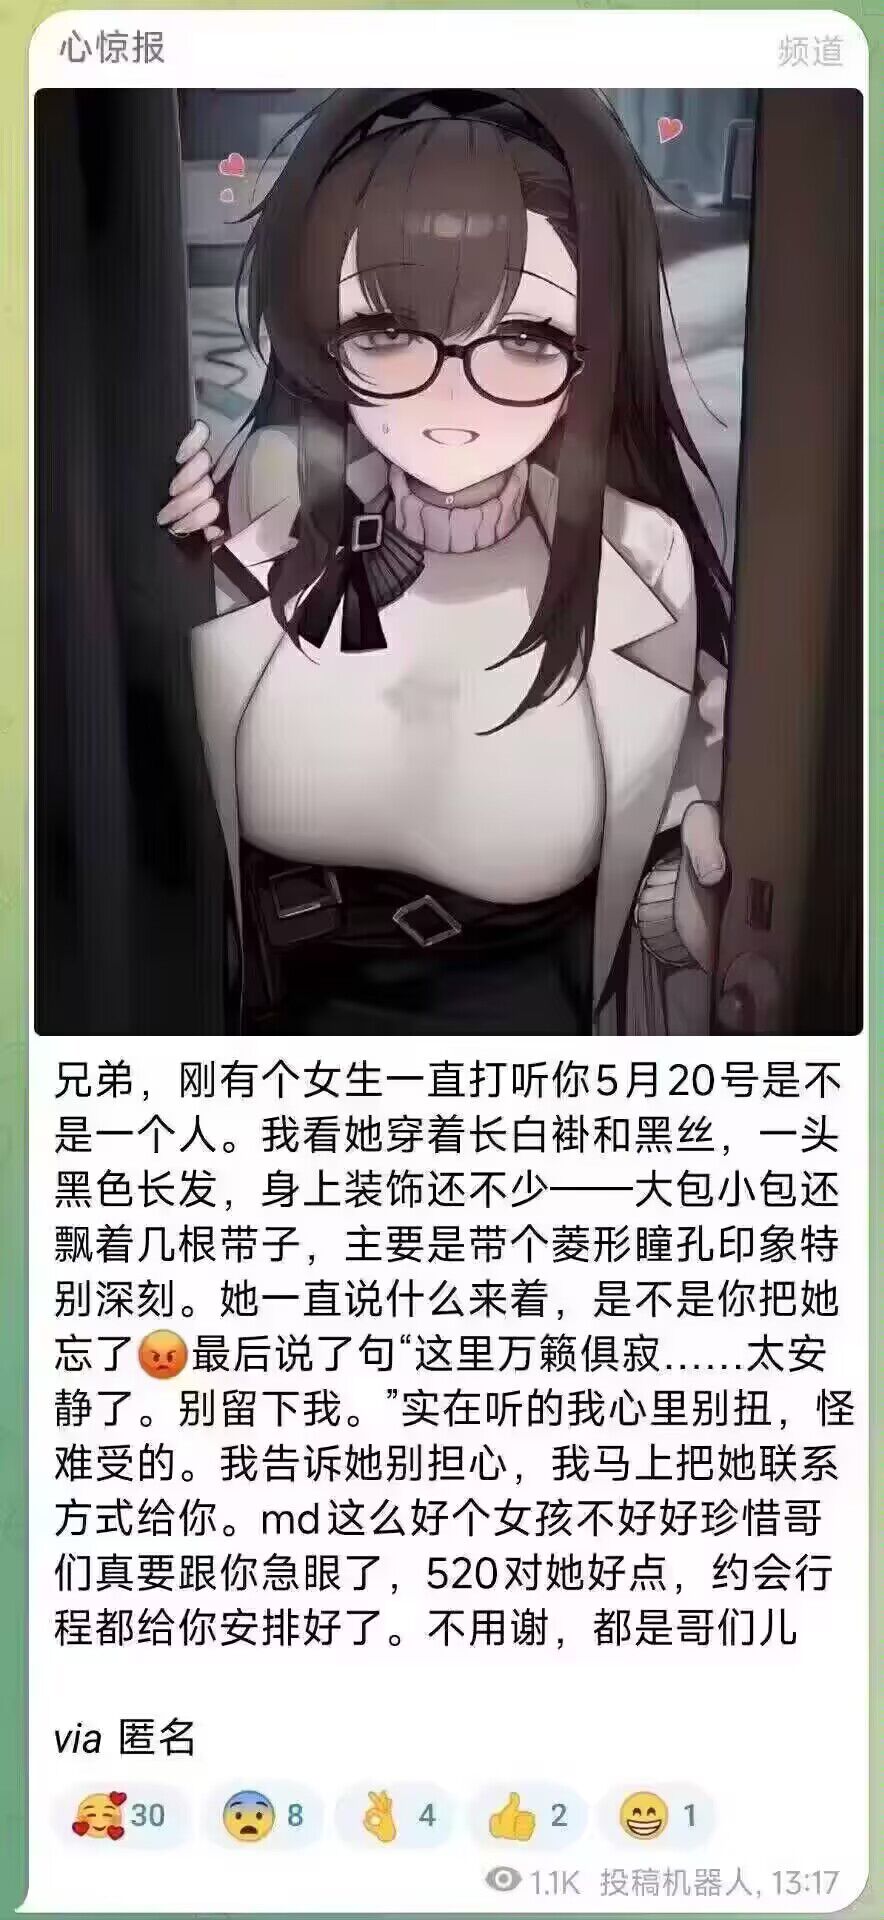 心惊报
频道
兄弟，刚有个女生一直打听你5月20号是不
是一个人。我看她穿着长白褂和黑丝，一头
黑色长发，身上装饰还不少——大包小包还
飘着几根带子，主要是带个菱形瞳孔印象特
别深刻。她一直说什么来着，是不是你把她
忘了😡最后说了句“这里万籁俱寂……太安
静了。别留下我。”实在听的我心里别扭，怪
难受的。我告诉她别担心，我马上把她联系
方式给你。md这么好个女孩不好好珍惜哥
们真要跟你急眼了，520对她好点，约会行
程都给你安排好了。不用谢，都是哥们儿
via 匿名
🥰 30 😨 8 👌 4 👍 2 😁 1
1.1K 投稿机器人, 13:17